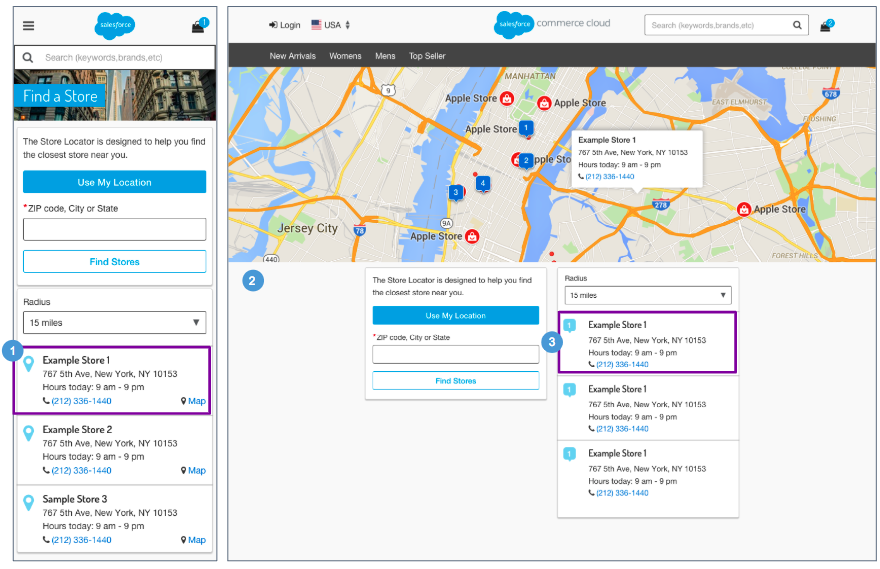 salesforce
1
Search (keywords,brands,etc)
Find a Store
The Store Locator is designed to help you find
the closest store near you.
Use My Location
*ZIP code, City or State
Find Stores
Radius
15 miles
1
Example Store 1
767 5th Ave, New York, NY 10153
Hours today: 9 am - 9 pm
(212) 336-1440
Map
Example Store 2
767 5th Ave, New York, NY 10153
Hours today: 9 am - 9 pm
(212) 336-1440
Map
Sample Store 3
767 5th Ave, New York, NY 10153
Hours today: 9 am - 9 pm
(212) 336-1440
Map
Login
USA
salesforce commerce cloud
Search (keywords,brands,etc)
2
New Arrivals Womens Mens Top Seller
MANHATTAN
9
678
Apple Store
Apple Store
EAST ELMHURST
FLUSHING
Apple Store
1
Example Store 1
767 5th Ave, New York, NY 10153
Hours today: 9 am - 9 pm
(212) 336-1440
2
pple Sto
3
4
278
Apple Store
9A
Jersey City
78
Apple Store
FOREST HILLS
440
2
The Store Locator is designed to help you find
the closest store near you.
Use My Location
*ZIP code, City or State
Find Stores
Radius
15 miles
3
1
Example Store 1
767 5th Ave, New York, NY 10153
Hours today: 9 am - 9 pm
(212) 336-1440
1
Example Store 1
767 5th Ave, New York, NY 10153
Hours today: 9 am - 9 pm
(212) 336-1440
1
Example Store 1
767 5th Ave, New York, NY 10153
Hours today: 9 am - 9 pm
(212) 336-1440